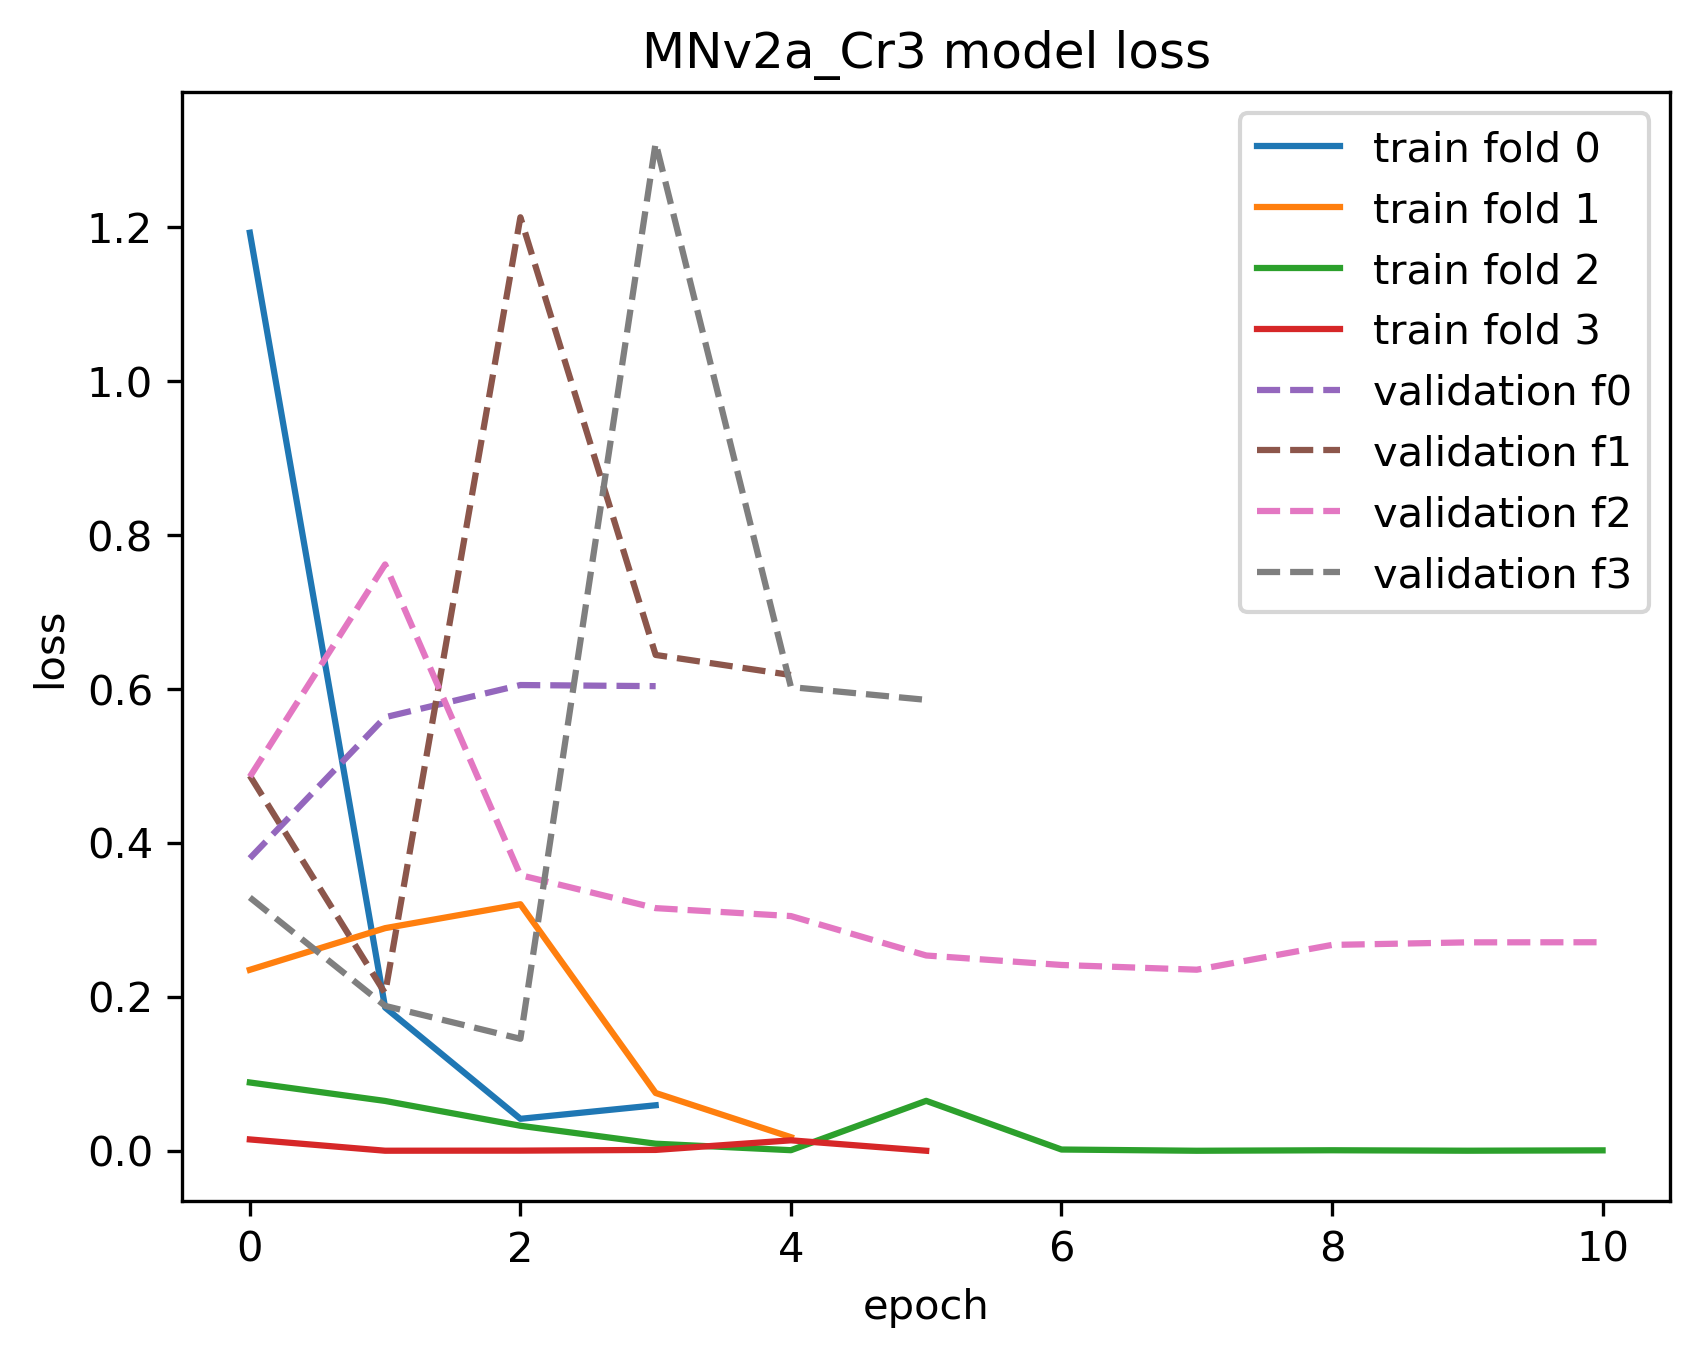 MNv2a_Cr3 model loss
train fold 0
train fold 1
train fold 2
train fold 3
validation f0
validation f1
validation f2
validation f3
1.2
1.0
0.8
0.6
0.4
0.2
0.0
loss
0 2 4 6 8 10
epoch